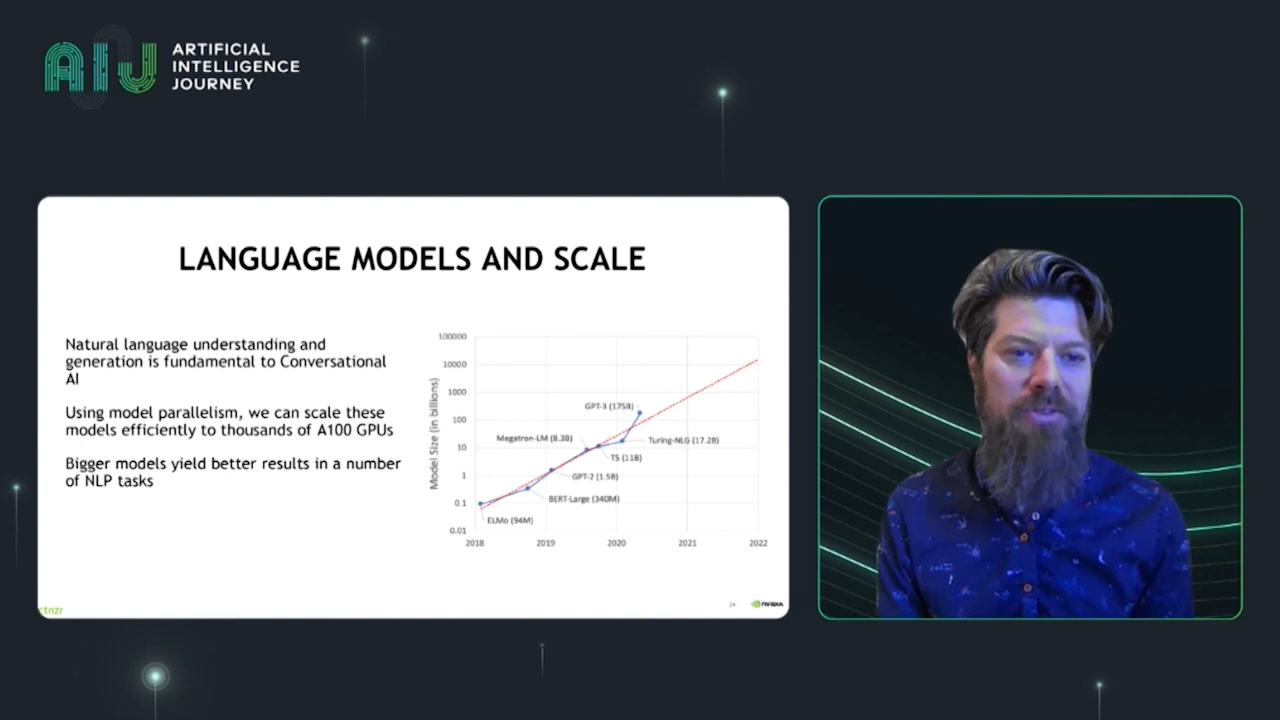 AIJ
ARTIFICIAL
INTELLIGENCE
JOURNEY
LANGUAGE MODELS AND SCALE
Natural language understanding and
generation is fundamental to Conversational
AI
Using model parallelism, we can scale these
models efficiently to thousands of A100 GPUs
Bigger models yield better results in a number
of NLP tasks
Model Size (in billions)
100000
10000
1000
100
10
1
0.1
0.01
GPT-3 (175B)
Megatron-LM (8.3B)
Turing-NLG (17.2B)
T5 (11B)
GPT-2 (1.5B)
BERT-Large (340M)
ELMo (94M)
2018
2019
2020
2021
2022
ctnzr
24
NVIDIA